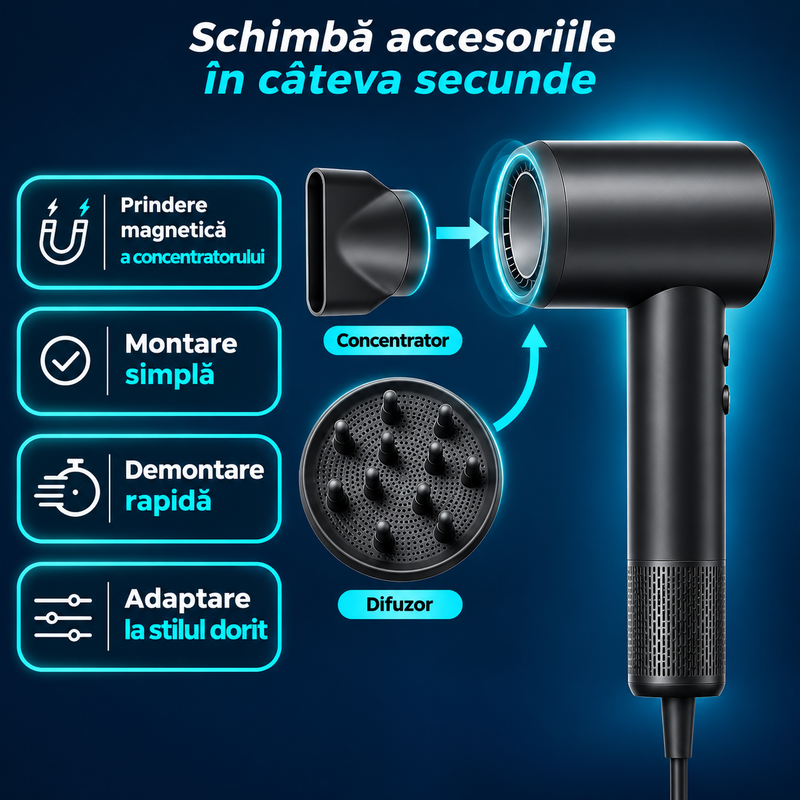 Schimbă accesoriile
în câteva secunde
Prindere
magnetică
a concentratorului
Montare
simplă
Demontare
rapidă
Adaptare
la stilul dorit
Concentrator
Difuzor